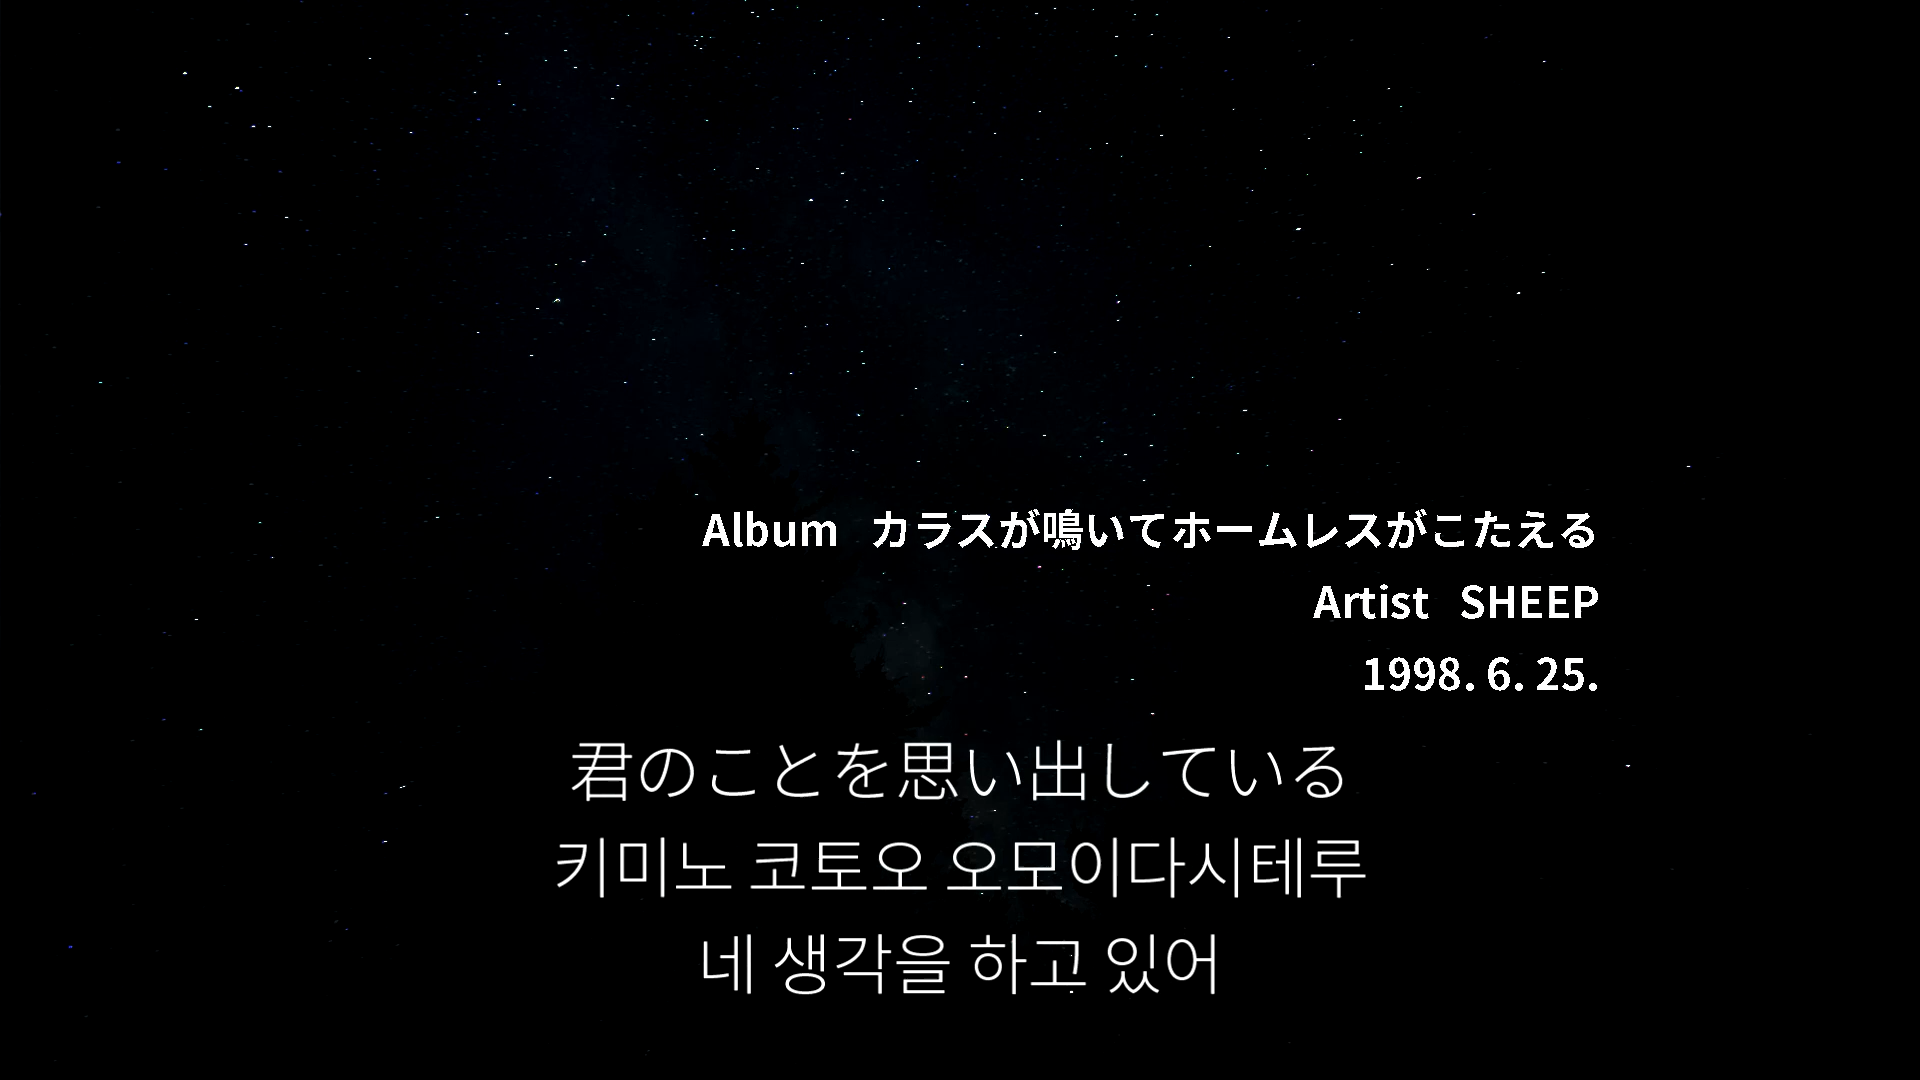 Album カラスが鳴いてホームレスがこたえる
Artist SHEEP
1998. 6. 25.
君のことを思い出している
키미노 코토오 오모이다시테루
네 생각을 하고 있어